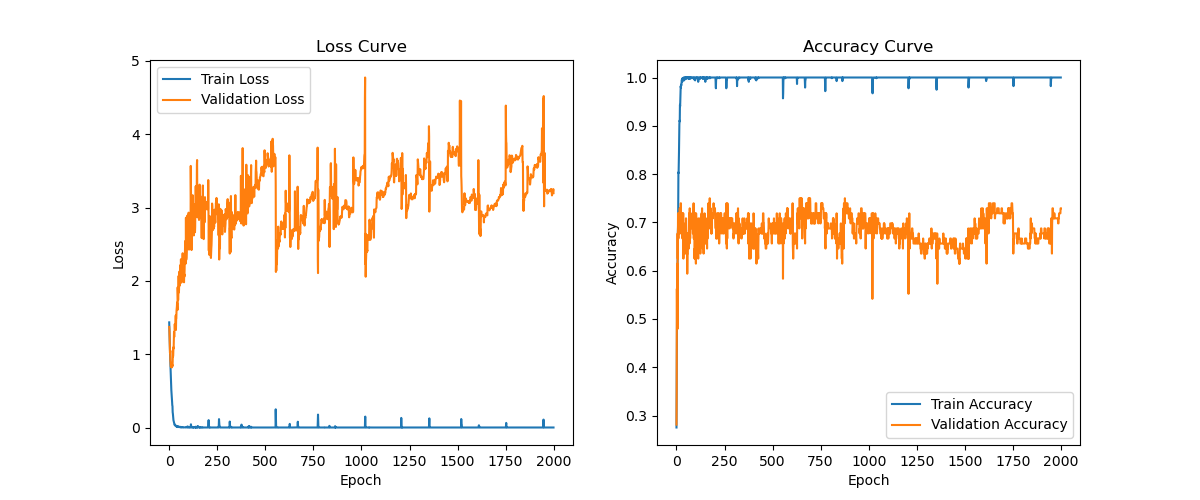 Loss Curve
Train Loss
Validation Loss
5
4
3
2
1
0
Loss
0 250 500 750 1000 1250 1500 1750 2000
Epoch
Accuracy Curve
1.0
0.9
0.8
0.7
0.6
0.5
0.4
0.3
Accuracy
Train Accuracy
Validation Accuracy
0 250 500 750 1000 1250 1500 1750 2000
Epoch